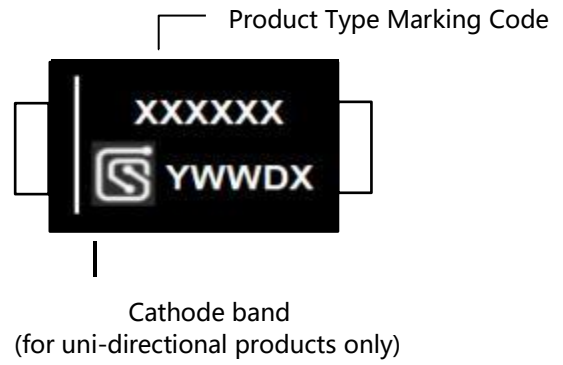 Product Type Marking Code
XXXXXX
YWWDX
Cathode band
(for uni-directional products only)